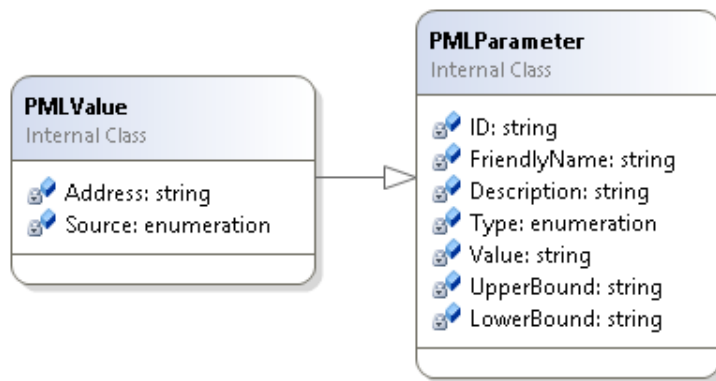 PMLValue
Internal Class
Address: string
Source: enumeration
PMLParameter
Internal Class
ID: string
FriendlyName: string
Description: string
Type: enumeration
Value: string
UpperBound: string
LowerBound: string